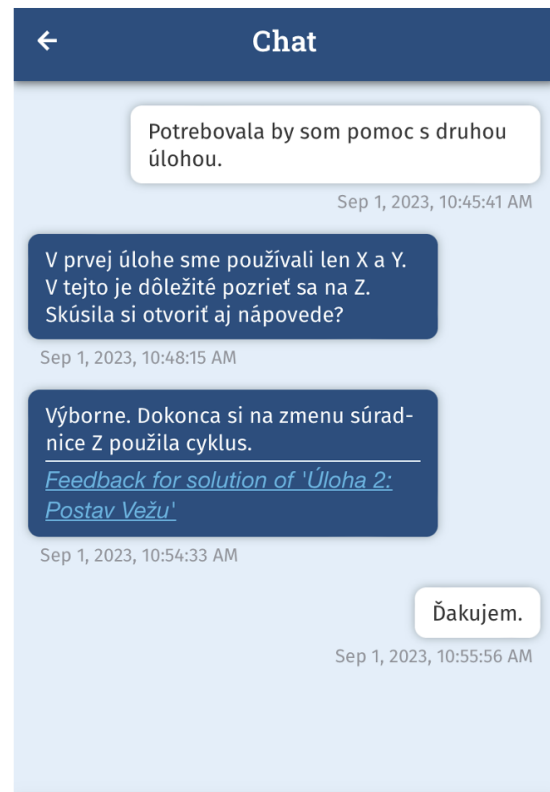 Chat
Potrebovala by som pomoc s druhou
úlohou.
Sep 1, 2023, 10:45:41 AM
V prvej úlohe sme používali len X a Y.
V tejto je dôležité pozrieť sa na Z.
Skúsila si otvoriť aj nápovede?
Sep 1, 2023, 10:48:15 AM
Výborne. Dokonca si na zmenu súrad-
nice Z použila cyklus.
Feedback for solution of 'Úloha 2:
Postav Vežu'
Sep 1, 2023, 10:54:33 AM
Ďakujem.
Sep 1, 2023, 10:55:56 AM